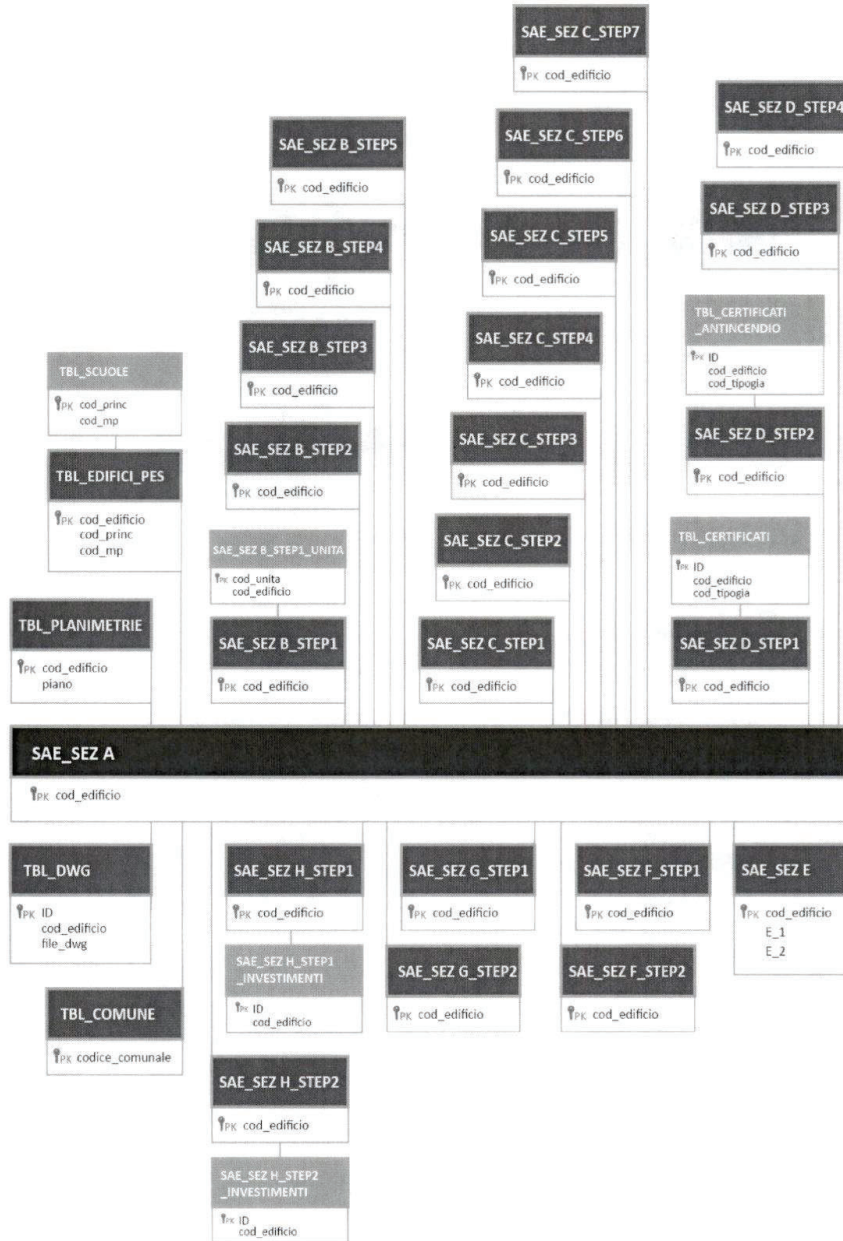 SAE_SEZ C_STEP7
PK cod_edificio
SAE_SEZ D_STEP4
PK cod_edificio
SAE_SEZ C_STEP6
PK cod_edificio
SAE_SEZ B_STEP5
PK cod_edificio
SAE_SEZ D_STEP3
PK cod_edificio
SAE_SEZ C_STEP5
PK cod_edificio
SAE_SEZ B_STEP4
PK cod_edificio
TBL_CERTIFICATI
_ANTINCENDIO
PK ID
cod_edificio
cod_tipogia
SAE_SEZ C_STEP4
PK cod_edificio
SAE_SEZ B_STEP3
PK cod_edificio
TBL_SCUOLE
PK cod_princ
cod_mp
SAE_SEZ D_STEP2
PK cod_edificio
SAE_SEZ C_STEP3
PK cod_edificio
SAE_SEZ B_STEP2
PK cod_edificio
TBL_EDIFICI_PES
PK cod_edificio
cod_princ
cod_mp
SAE_SEZ C_STEP2
PK cod_edificio
TBL_CERTIFICATI
PK ID
cod_edificio
cod_tipogia
SAE_SEZ B_STEP1_UNITA
PK cod_unita
cod_edificio
TBL_PLANIMETRIE
PK cod_edificio
piano
SAE_SEZ B_STEP1
PK cod_edificio
SAE_SEZ C_STEP1
PK cod_edificio
SAE_SEZ D_STEP1
PK cod_edificio
SAE_SEZ A
PK cod_edificio
TBL_DWG
PK ID
cod_edificio
file_dwg
SAE_SEZ H_STEP1
PK cod_edificio
SAE_SEZ G_STEP1
PK cod_edificio
SAE_SEZ F_STEP1
PK cod_edificio
SAE_SEZ E
PK cod_edificio
E_1
E_2
SAE_SEZ H_STEP1
_INVESTIMENTI
PK ID
cod_edificio
SAE_SEZ G_STEP2
PK cod_edificio
SAE_SEZ F_STEP2
PK cod_edificio
TBL_COMUNE
PK codice_comunale
SAE_SEZ H_STEP2
PK cod_edificio
SAE_SEZ H_STEP2
_INVESTIMENTI
PK ID
cod_edificio